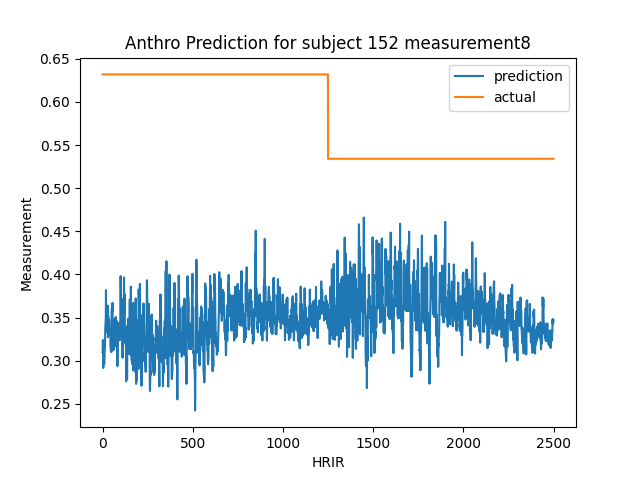 Anthro Prediction for subject 152 measurement8
prediction
actual
Measurement
0.65
0.60
0.55
0.50
0.45
0.40
0.35
0.30
0.25
0 500 1000 1500 2000 2500
HRIR